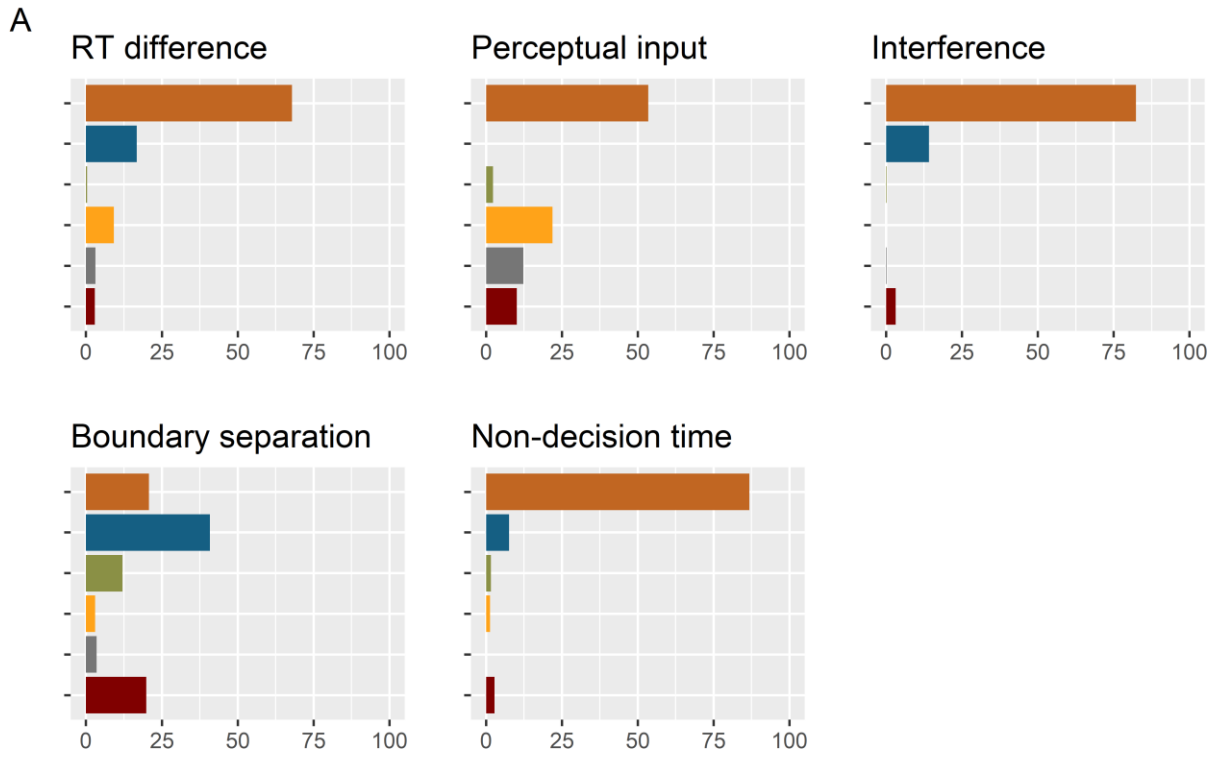 A
RT difference
Perceptual input
Interference
0 25 50 75 100
0 25 50 75 100
0 25 50 75 100
Boundary separation
Non-decision time
0 25 50 75 100
0 25 50 75 100